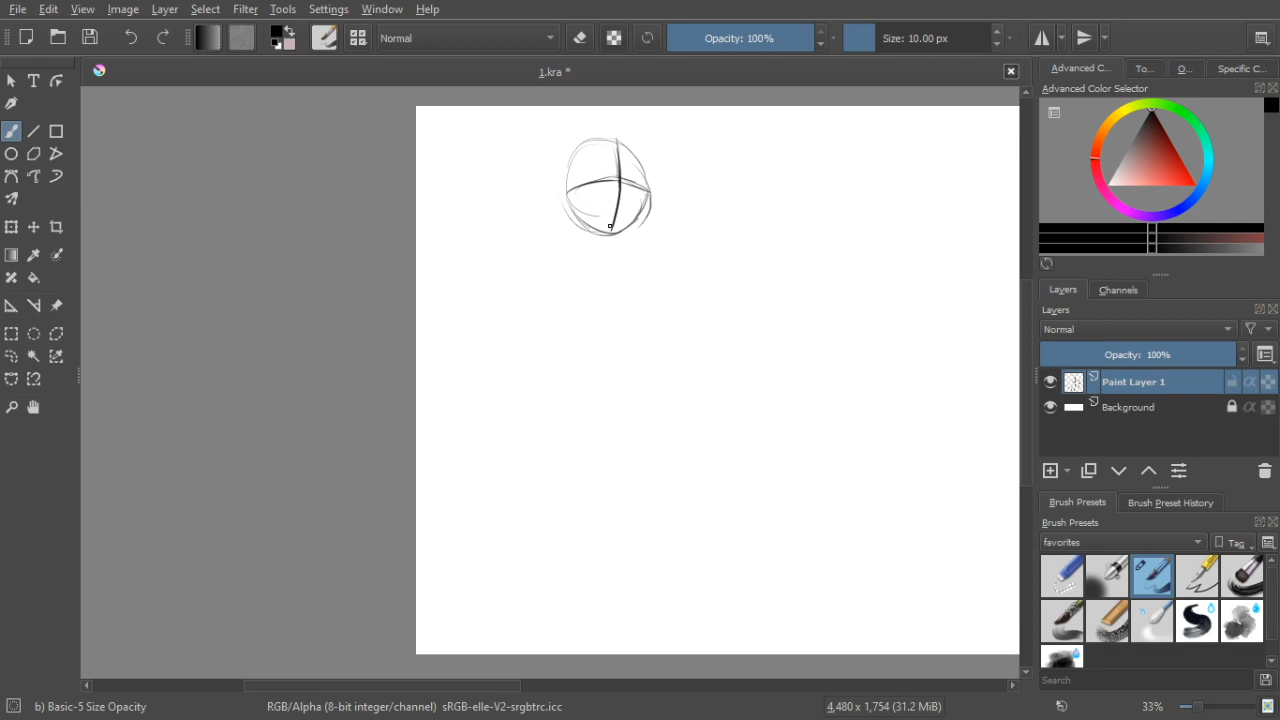 File Edit View Image Layer Select Filter Tools Settings Window Help
Normal
Opacity: 100%
Size: 10.00 px
1.kra *
Advanced C... To... O... Specific C...
Advanced Color Selector
Layers Channels
Layers
Normal
Opacity: 100%
Paint Layer 1
Background
Brush Presets Brush Preset History
Brush Presets
favorites Tag
Search
b) Basic-5 Size Opacity RGB/Alpha (8-bit integer/channel) sRGB-elle-V2-srgbtrc.icc 4,480 x 1,754 (31.2 MiB) 33%